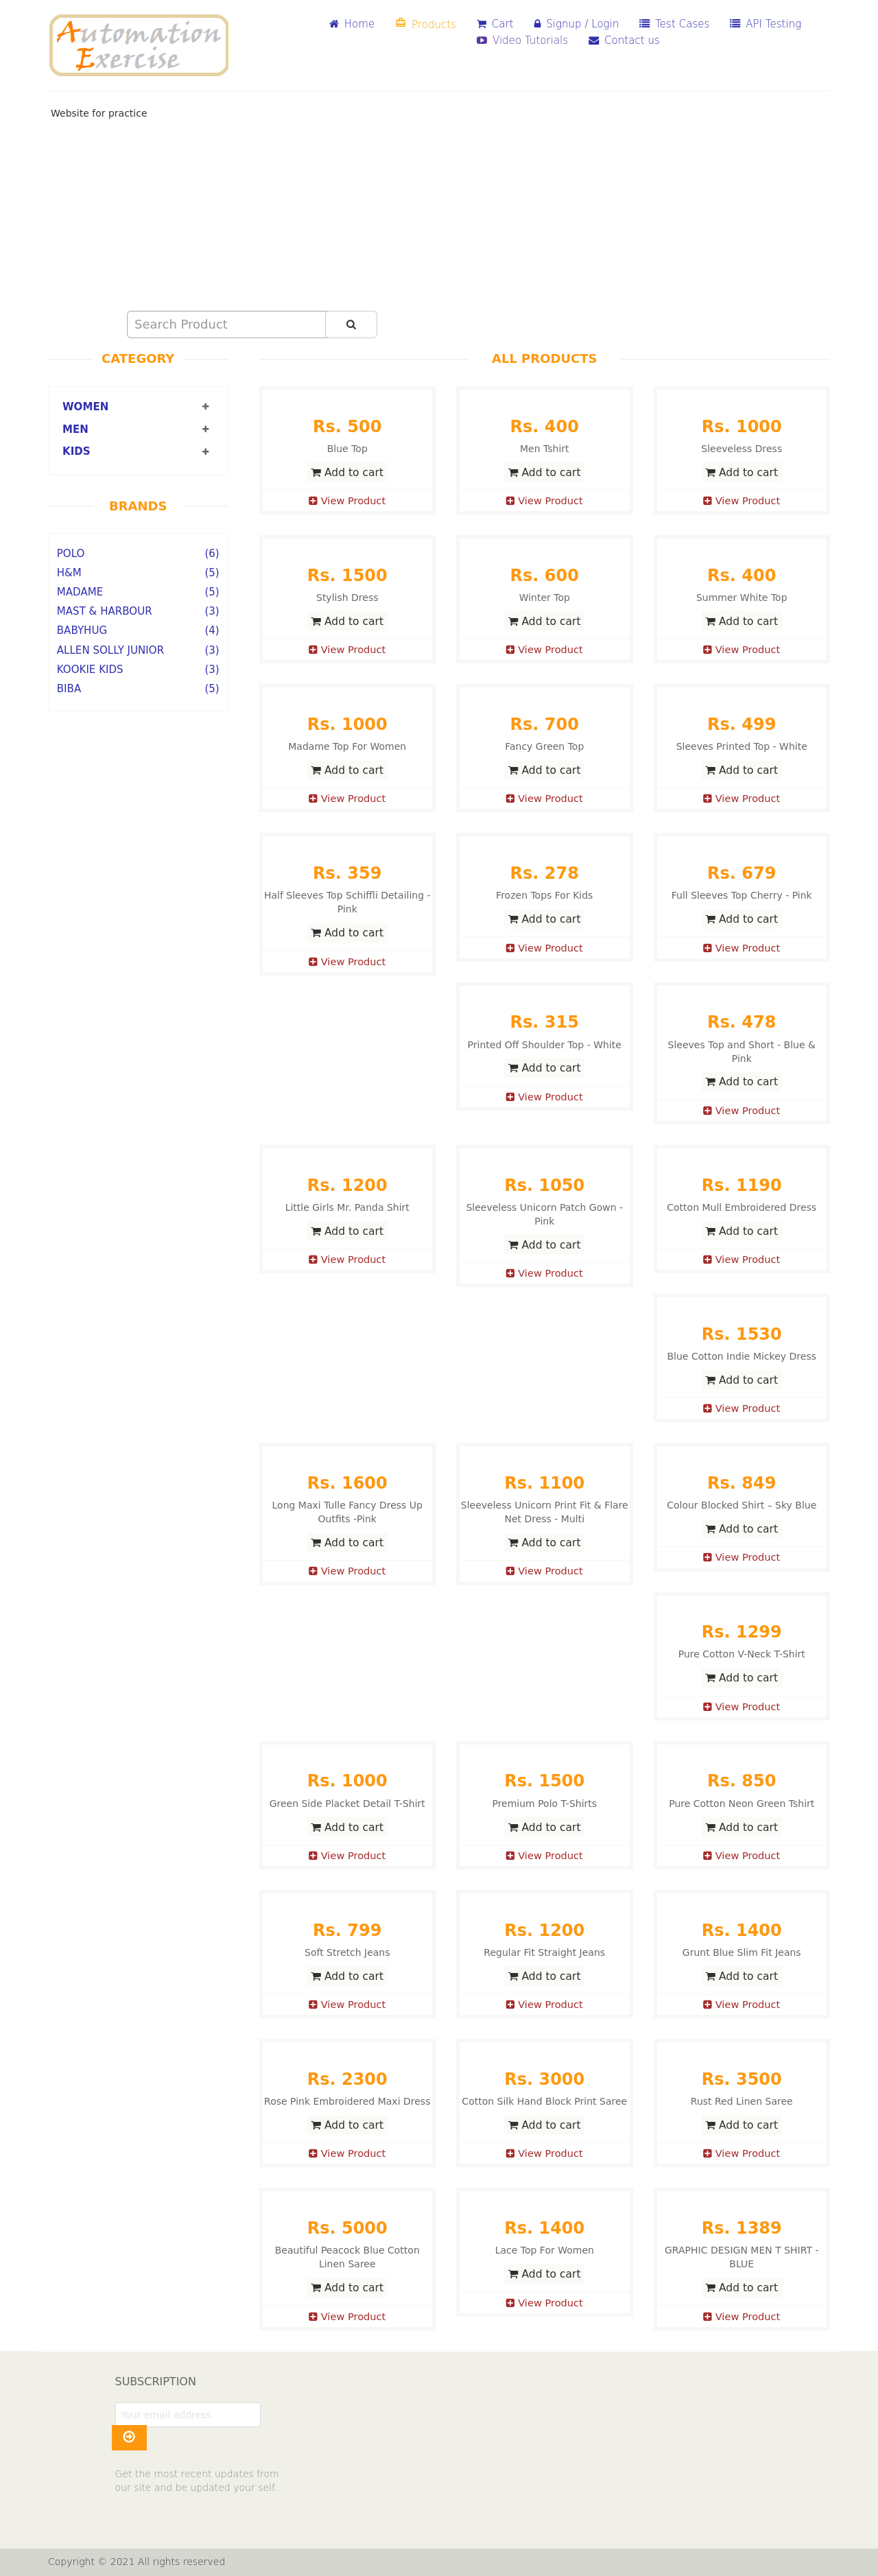 Automation
Exercise
Home
Products
Cart
Signup / Login
Test Cases
API Testing
Video Tutorials
Contact us
Website for practice
Search Product
CATEGORY
WOMEN
MEN
KIDS
BRANDS
POLO (6)
H&M (5)
MADAME (5)
MAST & HARBOUR (3)
BABYHUG (4)
ALLEN SOLLY JUNIOR (3)
KOOKIE KIDS (3)
BIBA (5)
ALL PRODUCTS
Rs. 500
Blue Top
Add to cart
View Product
Rs. 400
Men Tshirt
Add to cart
View Product
Rs. 1000
Sleeveless Dress
Add to cart
View Product
Rs. 1500
Stylish Dress
Add to cart
View Product
Rs. 600
Winter Top
Add to cart
View Product
Rs. 400
Summer White Top
Add to cart
View Product
Rs. 1000
Madame Top For Women
Add to cart
View Product
Rs. 700
Fancy Green Top
Add to cart
View Product
Rs. 499
Sleeves Printed Top - White
Add to cart
View Product
Rs. 359
Half Sleeves Top Schiffli Detailing -
Pink
Add to cart
View Product
Rs. 278
Frozen Tops For Kids
Add to cart
View Product
Rs. 679
Full Sleeves Top Cherry - Pink
Add to cart
View Product
Rs. 315
Printed Off Shoulder Top - White
Add to cart
View Product
Rs. 478
Sleeves Top and Short - Blue &
Pink
Add to cart
View Product
Rs. 1200
Little Girls Mr. Panda Shirt
Add to cart
View Product
Rs. 1050
Sleeveless Unicorn Patch Gown -
Pink
Add to cart
View Product
Rs. 1190
Cotton Mull Embroidered Dress
Add to cart
View Product
Rs. 1530
Blue Cotton Indie Mickey Dress
Add to cart
View Product
Rs. 1600
Long Maxi Tulle Fancy Dress Up
Outfits -Pink
Add to cart
View Product
Rs. 1100
Sleeveless Unicorn Print Fit & Flare
Net Dress - Multi
Add to cart
View Product
Rs. 849
Colour Blocked Shirt – Sky Blue
Add to cart
View Product
Rs. 1299
Pure Cotton V-Neck T-Shirt
Add to cart
View Product
Rs. 1000
Green Side Placket Detail T-Shirt
Add to cart
View Product
Rs. 1500
Premium Polo T-Shirts
Add to cart
View Product
Rs. 850
Pure Cotton Neon Green Tshirt
Add to cart
View Product
Rs. 799
Soft Stretch Jeans
Add to cart
View Product
Rs. 1200
Regular Fit Straight Jeans
Add to cart
View Product
Rs. 1400
Grunt Blue Slim Fit Jeans
Add to cart
View Product
Rs. 2300
Rose Pink Embroidered Maxi Dress
Add to cart
View Product
Rs. 3000
Cotton Silk Hand Block Print Saree
Add to cart
View Product
Rs. 3500
Rust Red Linen Saree
Add to cart
View Product
Rs. 5000
Beautiful Peacock Blue Cotton
Linen Saree
Add to cart
View Product
Rs. 1400
Lace Top For Women
Add to cart
View Product
Rs. 1389
GRAPHIC DESIGN MEN T SHIRT -
BLUE
Add to cart
View Product
SUBSCRIPTION
Your email address
Get the most recent updates from
our site and be updated your self...
Copyright © 2021 All rights reserved